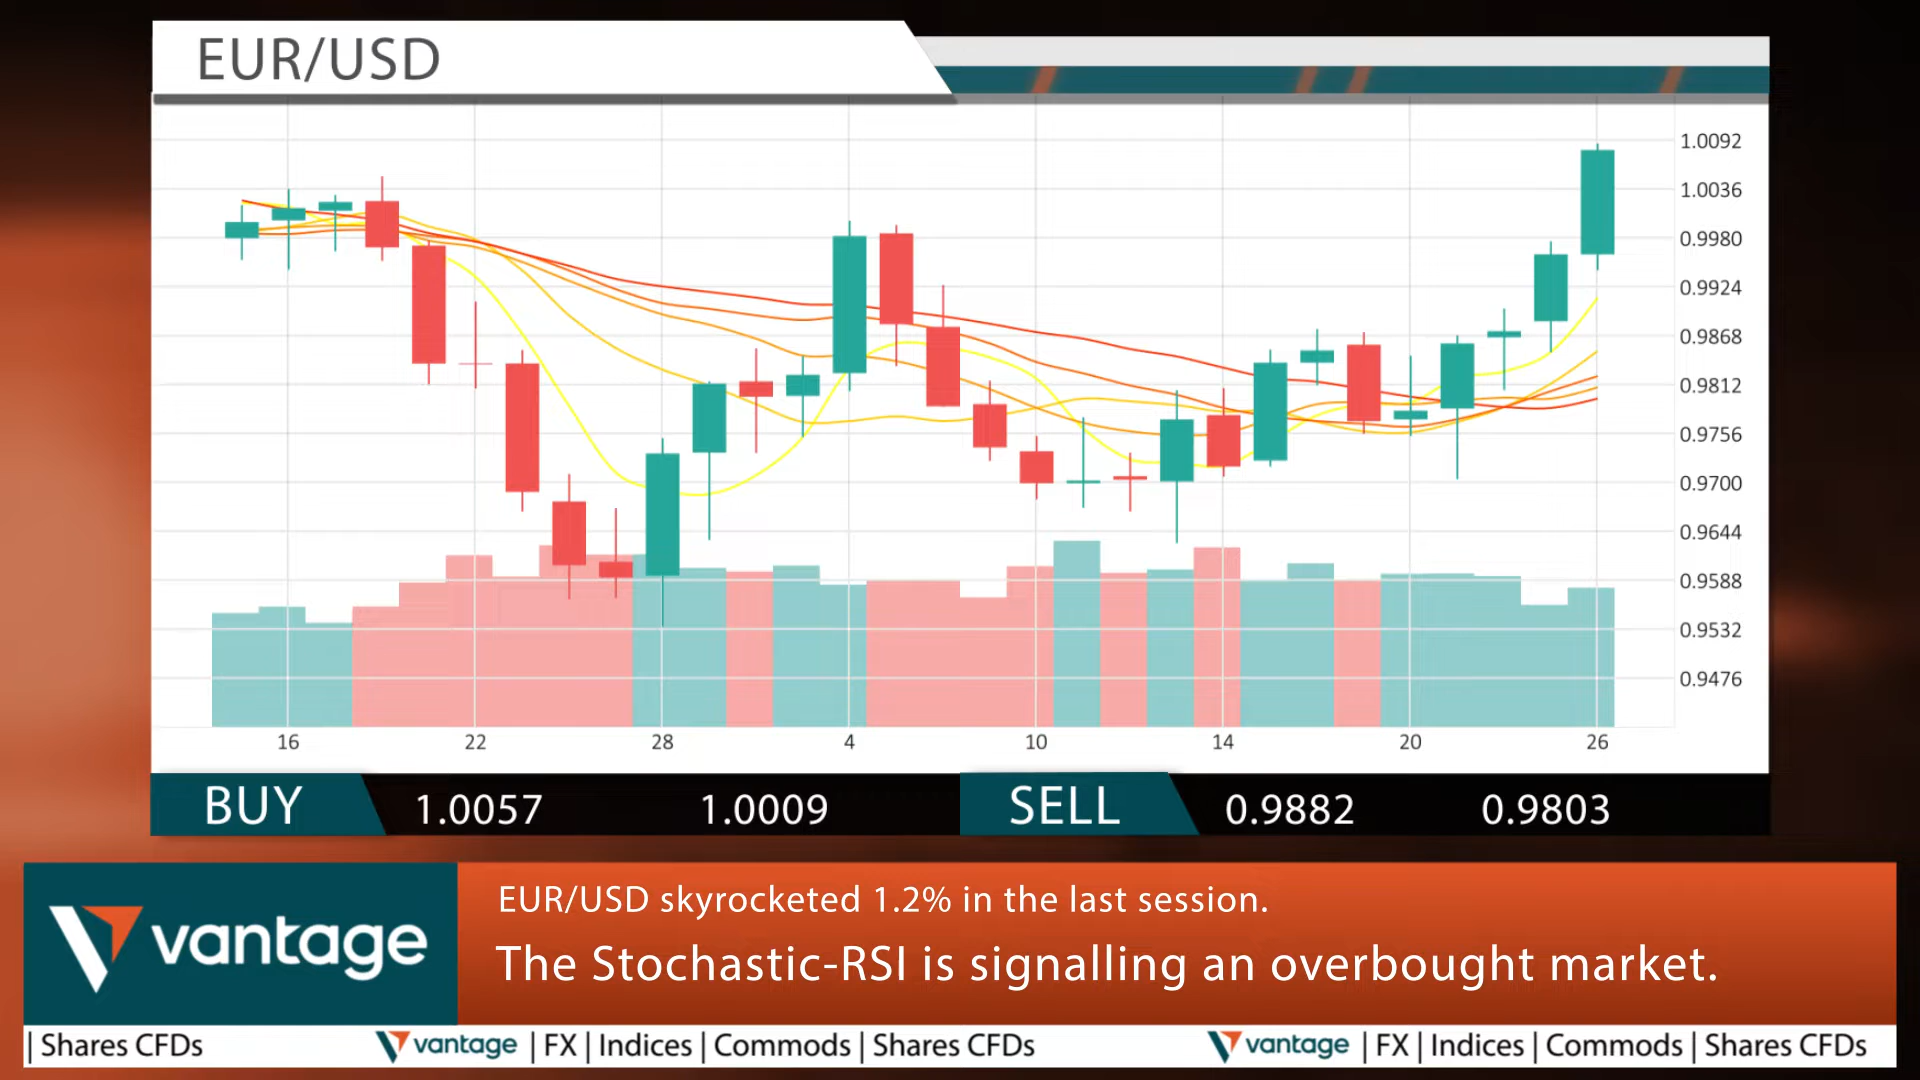 EUR/USD
1.0092
1.0036
0.9980
0.9924
0.9868
0.9812
0.9756
0.9700
0.9644
0.9588
0.9532
0.9476
16 22 28 4 10 14 20 26
BUY 1.0057 1.0009 SELL 0.9882 0.9803
vantage
EUR/USD skyrocketed 1.2% in the last session.
The Stochastic-RSI is signalling an overbought market.
| Shares CFDs vantage | FX | Indices | Commods | Shares CFDs vantage | FX | Indices | Commods | Shares CFDs